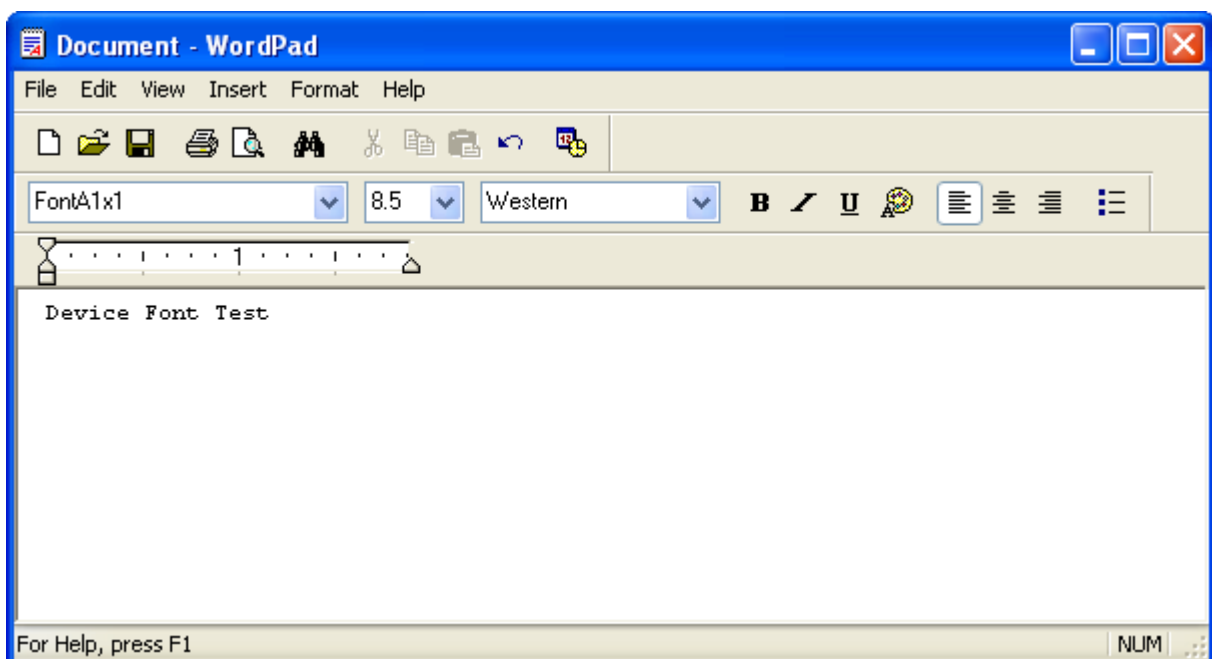 Document - WordPad
File Edit View Insert Format Help
FontA1x1 8.5 Western B U
1
Device Font Test
For Help, press F1 NUM